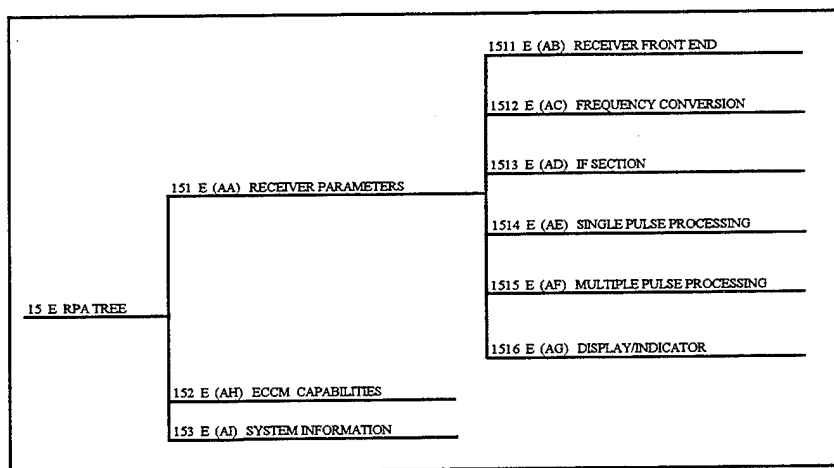 1511 E (AB) RECEIVER FRONT END
1512 E (AC) FREQUENCY CONVERSION
1513 E (AD) IF SECTION
151 E (AA) RECEIVER PARAMETERS
1514 E (AE) SINGLE PULSE PROCESSING
1515 E (AF) MULTIPLE PULSE PROCESSING
15 E RPA TREE
1516 E (AG) DISPLAY/INDICATOR
152 E (AH) ECCM CAPABILITIES
153 E (AI) SYSTEM INFORMATION